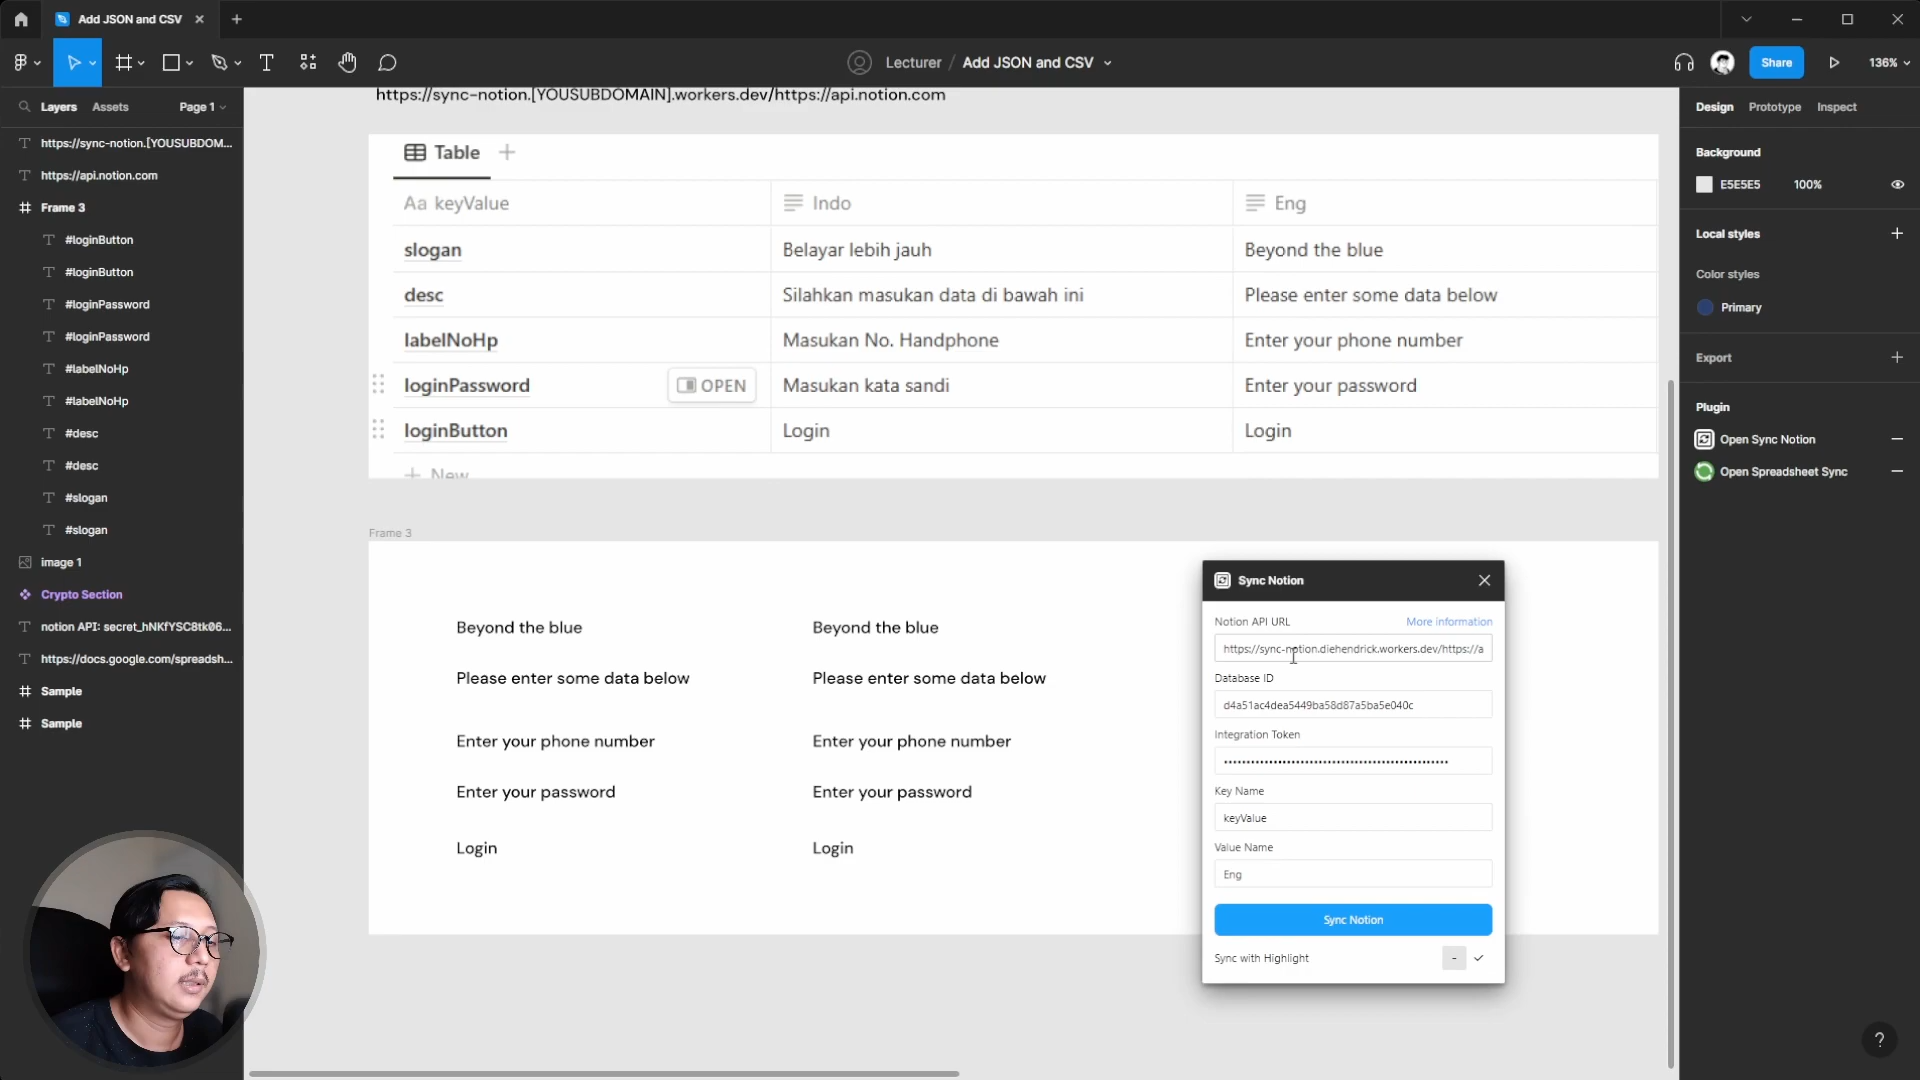 Add JSON and CSV
Lecturer / Add JSON and CSV
Share
136%
Layers
Assets
Page 1
https://sync-notion.[YOUSUBDOM...
https://api.notion.com
Frame 3
#loginButton
#loginButton
#loginPassword
#loginPassword
#labelNoHp
#labelNoHp
#desc
#desc
#slogan
#slogan
image 1
Crypto Section
notion API: secret_hNKfYSC8tk06...
https://docs.google.com/spreadsh...
Sample
Sample
https://sync-notion.[YOUSUBDOMAIN].workers.dev/https://api.notion.com
Table
Aa keyValue Indo Eng
slogan Belayar lebih jauh Beyond the blue
desc Silahkan masukan data di bawah ini Please enter some data below
labelNoHp Masukan No. Handphone Enter your phone number
loginPassword OPEN Masukan kata sandi Enter your password
loginButton Login Login
+ New
Frame 3
Beyond the blue Beyond the blue
Please enter some data below Please enter some data below
Enter your phone number Enter your phone number
Enter your password Enter your password
Login Login
Sync Notion
Notion API URL More information
https://sync-notion.diehendrick.workers.dev/https://a
Database ID
d4a51ac4dea5449ba58d87a5ba5e040c
Integration Token
Key Name
keyValue
Value Name
Eng
Sync Notion
Sync with Highlight -
Design
Prototype
Inspect
Background
E5E5E5 100%
Local styles
Color styles
Primary
Export
Plugin
Open Sync Notion
Open Spreadsheet Sync
?